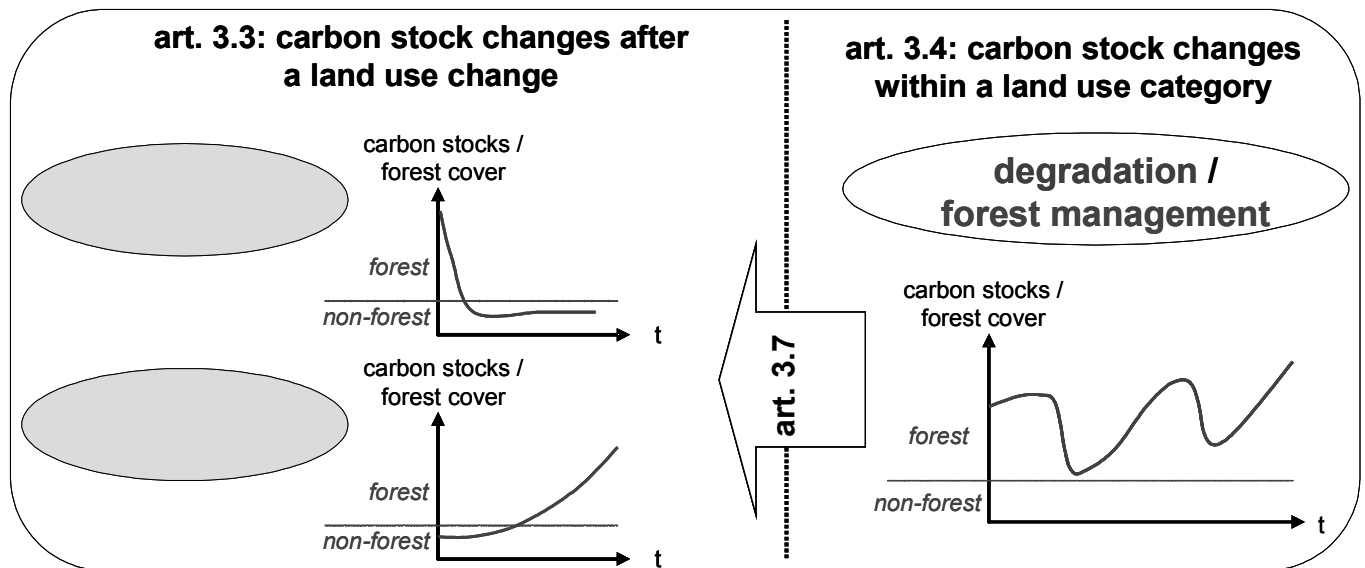 art. 3.3: carbon stock changes after
a land use change
carbon stocks /
forest cover
forest
non-forest
t
carbon stocks /
forest cover
forest
non-forest
t
art. 3.7
art. 3.4: carbon stock changes
within a land use category
degradation /
forest management
carbon stocks /
forest cover
forest
non-forest
t